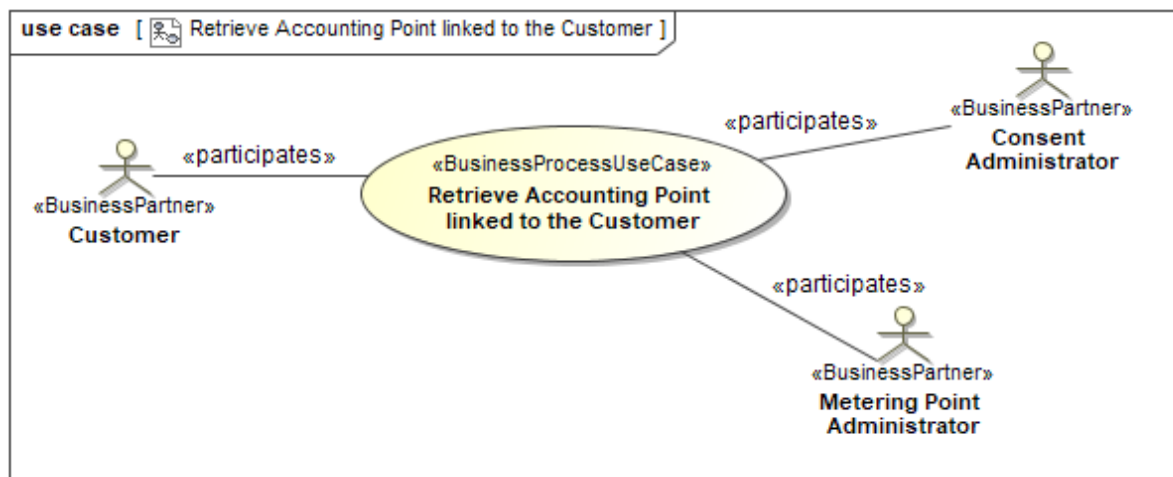 use case [ Retrieve Accounting Point linked to the Customer ]
«BusinessPartner»
«participates»
Consent
Administrator
«participates»
«BusinessProcessUseCase»
Retrieve Accounting Point
linked to the Customer
«BusinessPartner»
Customer
«participates»
«BusinessPartner»
Metering Point
Administrator